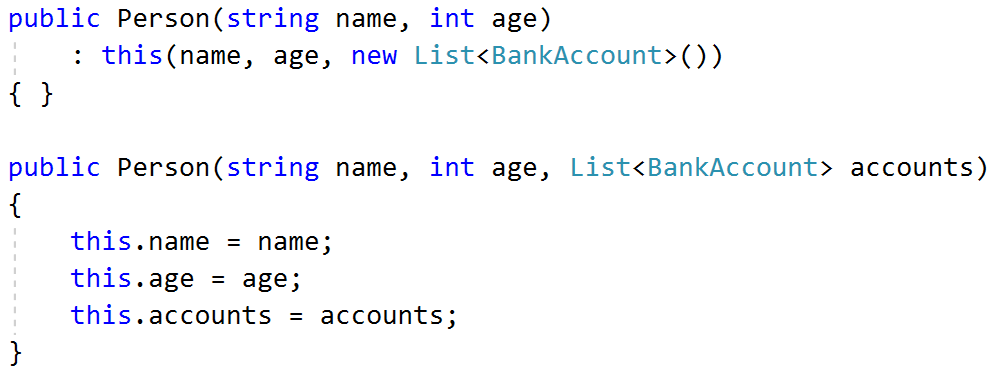 public Person(string name, int age)
    : this(name, age, new List<BankAccount>())
{ }

public Person(string name, int age, List<BankAccount> accounts)
{
    this.name = name;
    this.age = age;
    this.accounts = accounts;
}